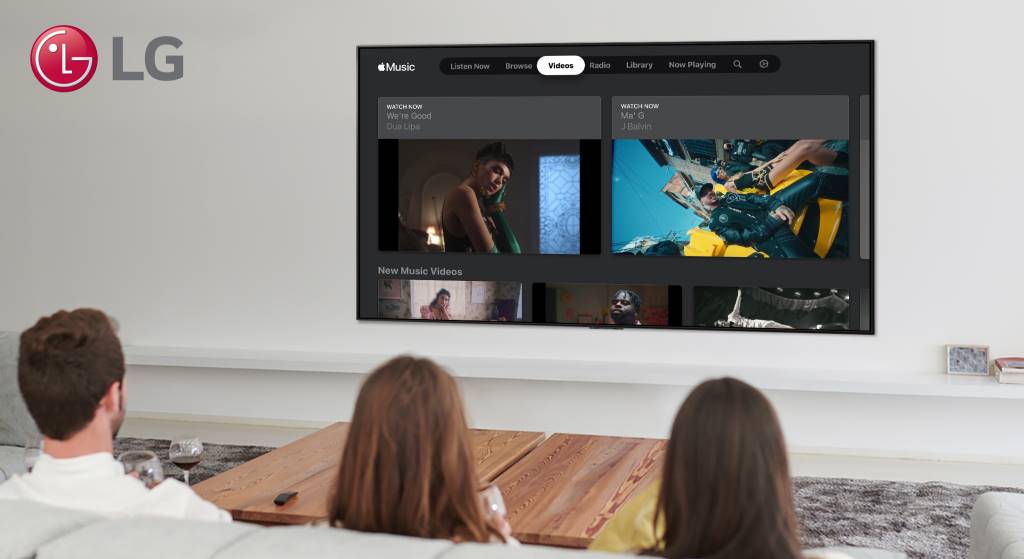 LG
Music
Listen Now Browse Videos Radio Library Now Playing
WATCH NOW
We're Good
Dua Lipa
WATCH NOW
Ma' G
J Balvin
New Music Videos